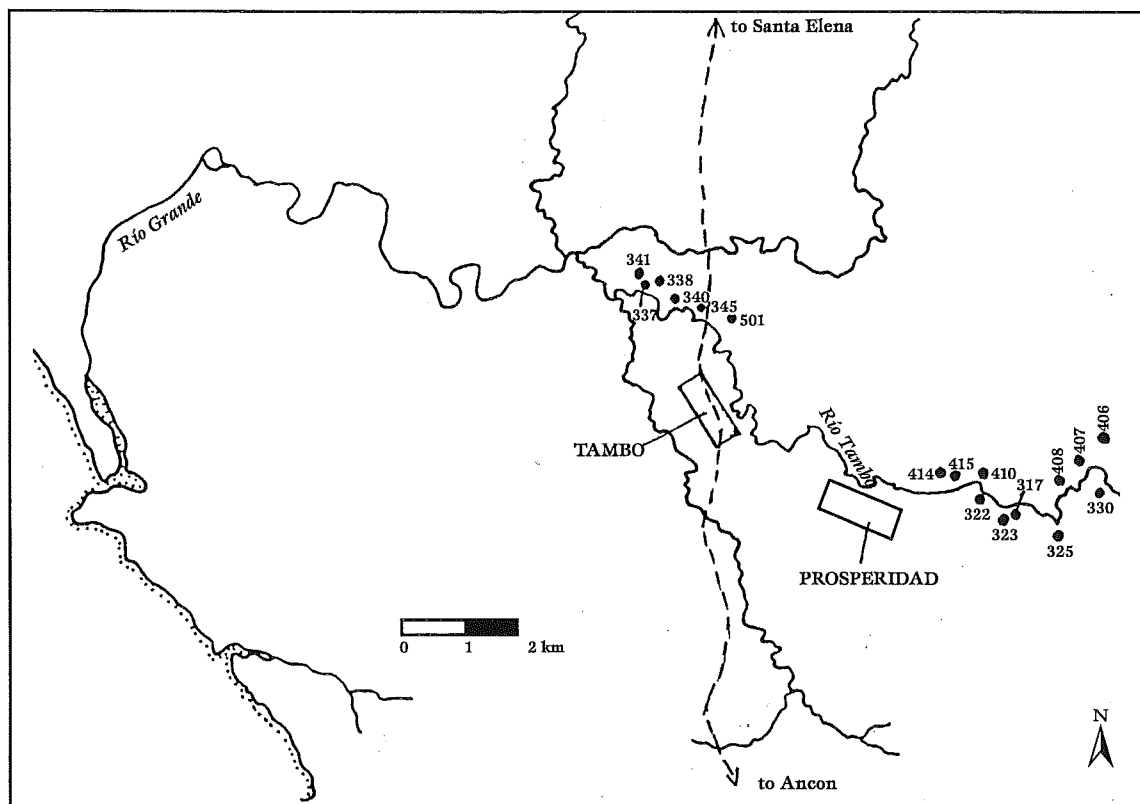 to Santa Elena
Río Grande
341
338
337
340
345
501
TAMBO
Río Tambo
406
407
408
414
415
410
317
322
323
330
325
PROSPERIDAD
0 1 2 km
N
to Ancon